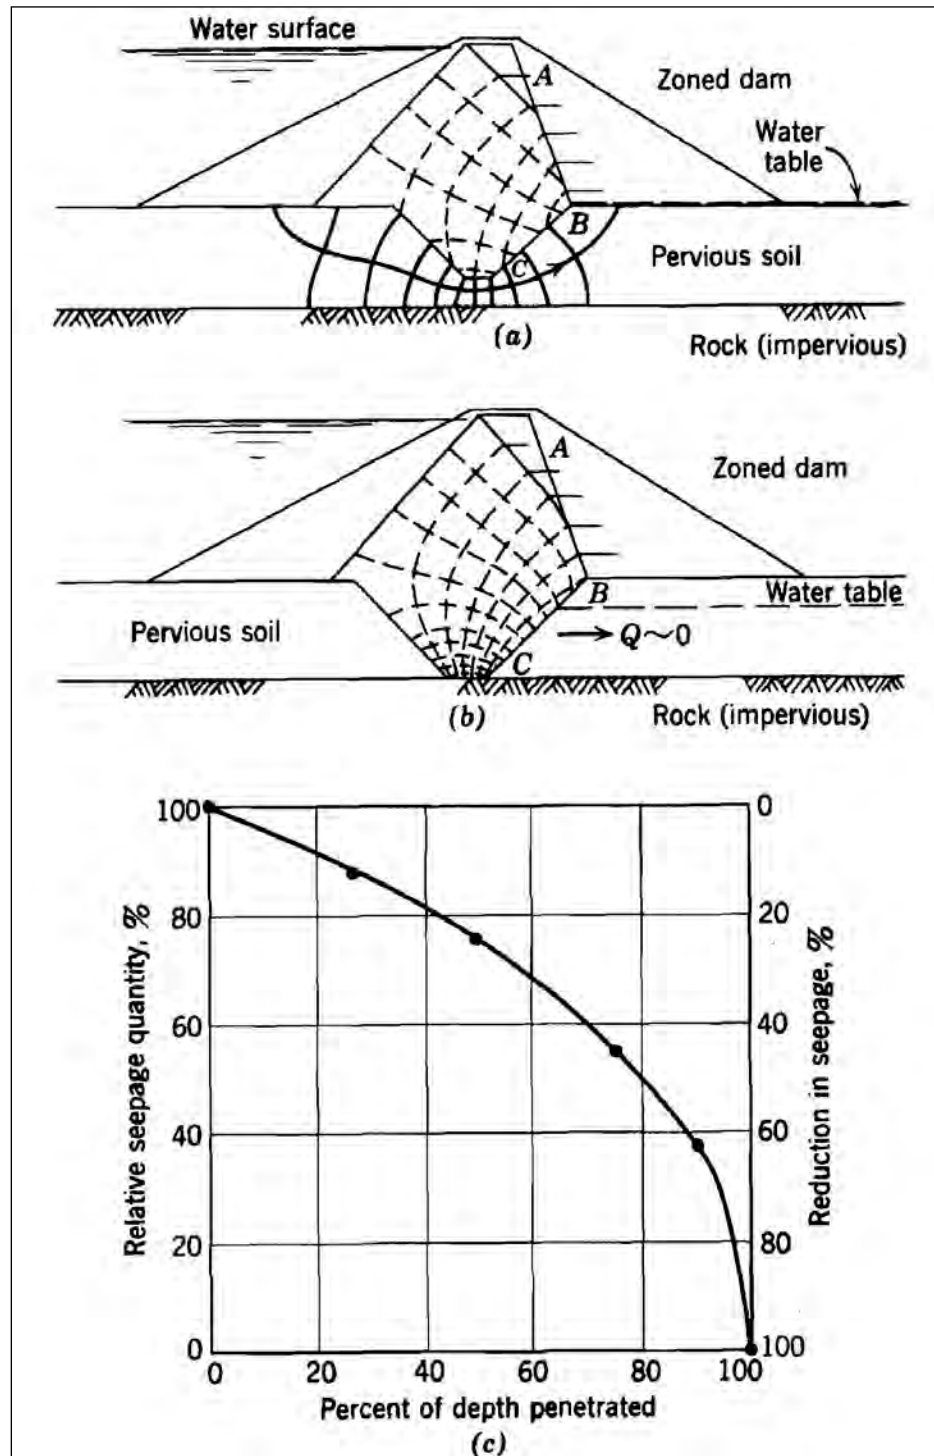 Water surface
A
Zoned dam
Water
table
B
Pervious soil
C
(a)
Rock (impervious)
A
Zoned dam
B
Water table
Pervious soil
Q~0
C
(b)
Rock (impervious)
Relative seepage quantity, %
100
80
60
40
20
0
0
20
40
60
80
100
Reduction in seepage, %
0 20 40 60 80 100
Percent of depth penetrated
(c)